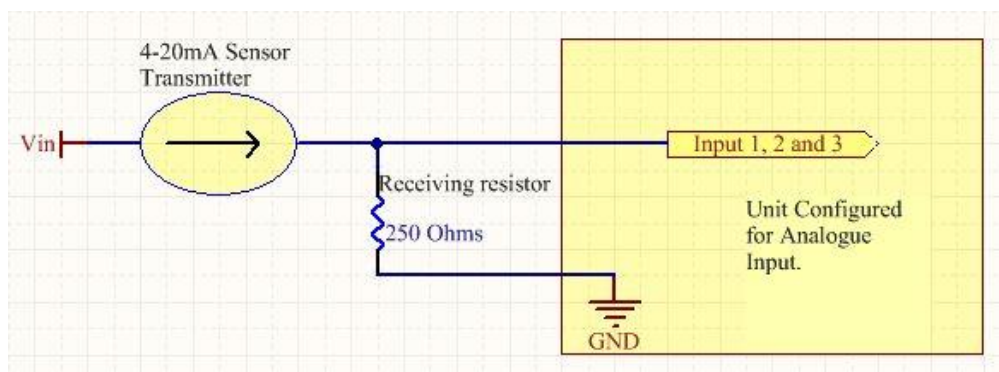 4-20mA Sensor
Transmitter
Vin
Input 1, 2 and 3
Receiving resistor
250 Ohms
Unit Configured
for Analogue
Input.
GND